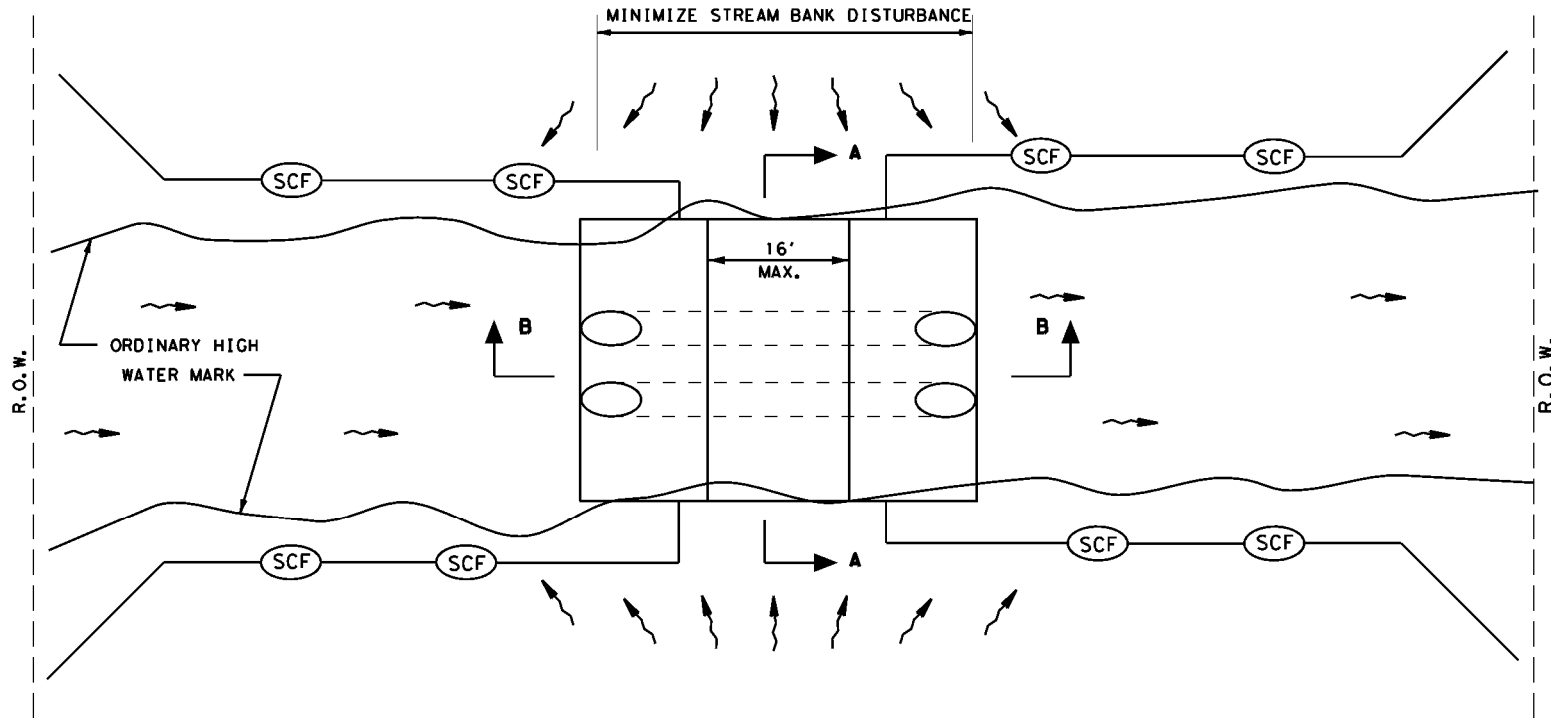 MINIMIZE STREAM BANK DISTURBANCE
A
SCF
SCF
SCF
SCF
16'
MAX.
B
B
ORDINARY HIGH
WATER MARK
R.O.W.
R.O.W.
SCF
SCF
A
SCF
SCF